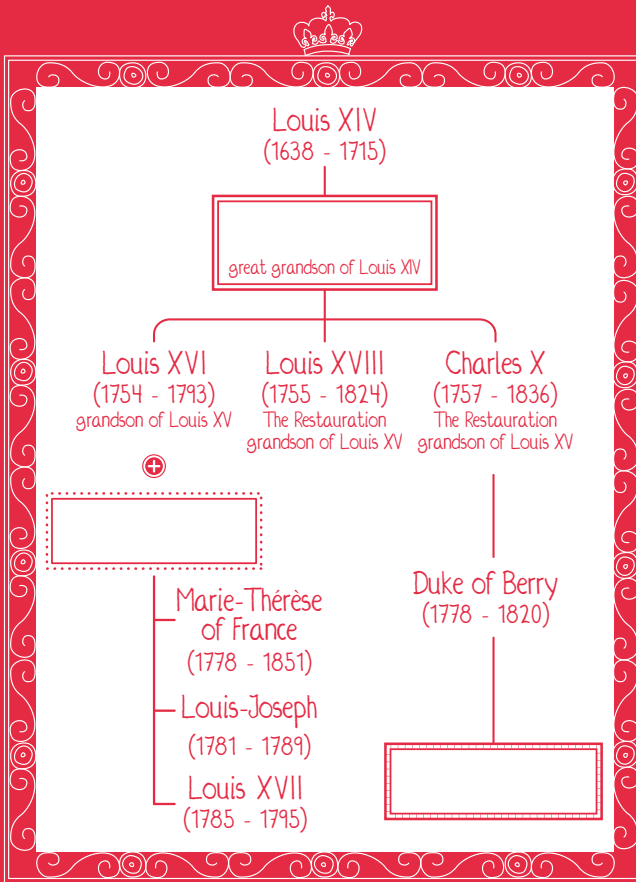 Louis XIV
(1638 - 1715)
great grandson of Louis XIV
Louis XVI
(1754 - 1793)
grandson of Louis XV
Louis XVIII
(1755 - 1824)
The Restauration
grandson of Louis XV
Charles X
(1757 - 1836)
The Restauration
grandson of Louis XV
Marie-Thérèse
of France
(1778 - 1851)
Louis-Joseph
(1781 - 1789)
Louis XVII
(1785 - 1795)
Duke of Berry
(1778 - 1820)